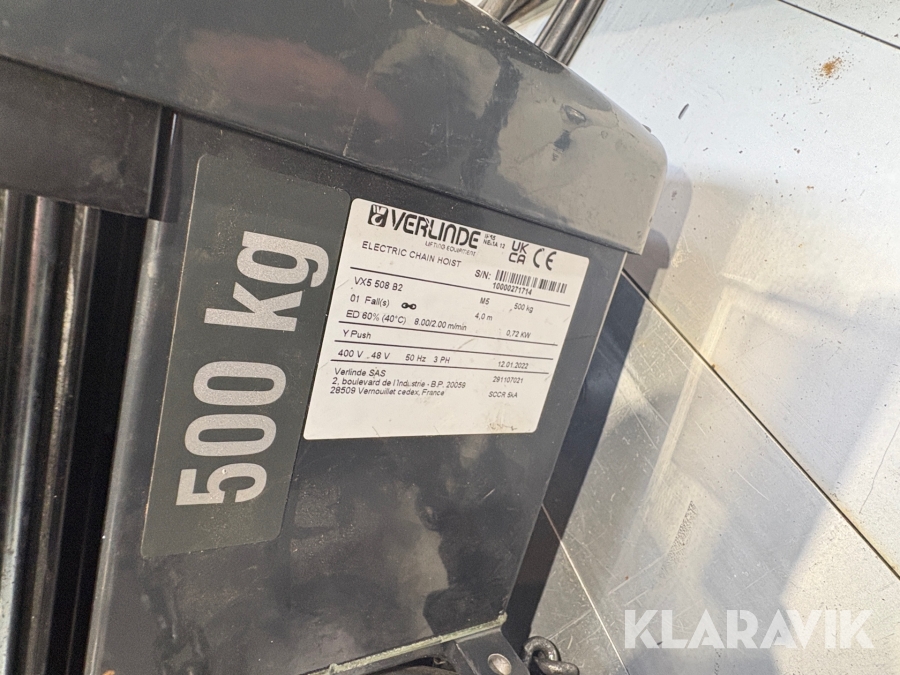 500 kg
VERLINDE
LIFTING EQUIPMENT
UK CA CE
ELECTRIC CHAIN HOIST
S/N:
10000271714
VX5 508 B2 M5 500 kg
01 Fall(s) 4,0 m
ED 60% (40°C) 8.00/2.00 m/min 0,72 KW
Y Push
400 V .. 48 V 50 Hz 3 PH 12.01.2022
Verlinde SAS 291107021
2, boulevard de l'Industrie - B.P. 20059
28509 Vernouillet cedex, France SCCR 5kA
KLARAVIK